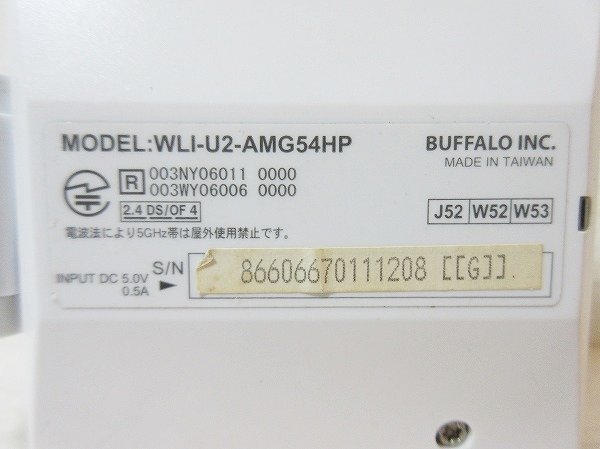 MODEL:WLI-U2-AMG54HP
BUFFALO INC.
MADE IN TAIWAN
R 003NY06011 0000
003WY06006 0000
2.4 DS/OF 4
J52 W52 W53
電波法により5GHz帯は屋外使用禁止です。
INPUT DC 5.0V
0.5A
S/N 86606670111208 [[G]].